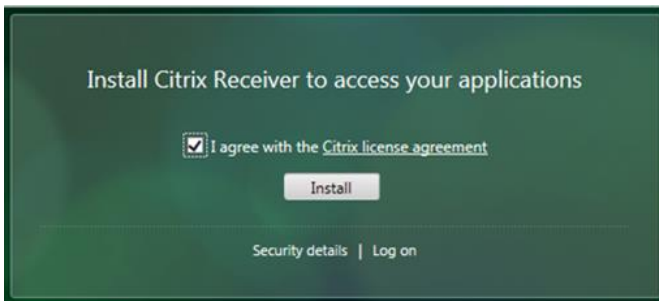 Install Citrix Receiver to access your applications
I agree with the Citrix license agreement
Install
Security details | Log on